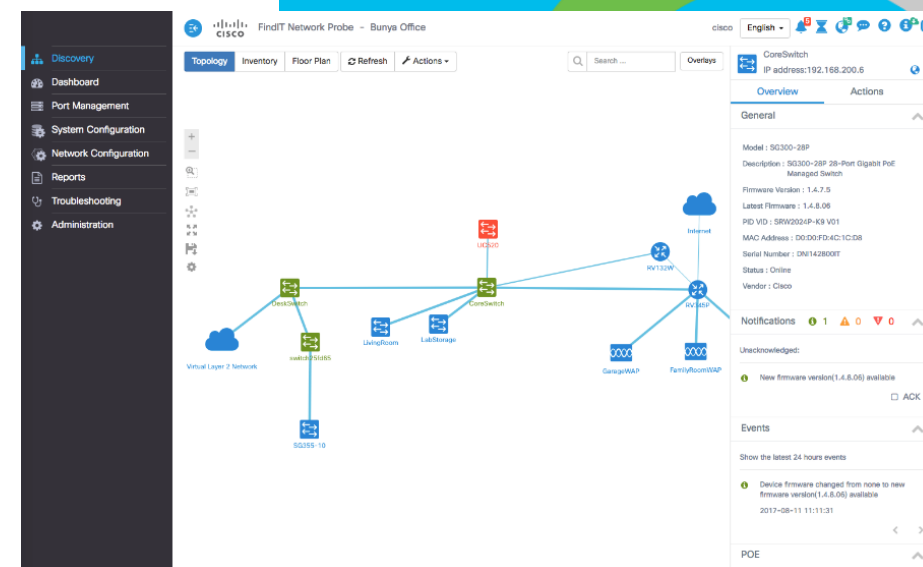 CISCO
FindIT Network Probe - Bunya Office
cisco
English
5
Discovery
Dashboard
Port Management
System Configuration
Network Configuration
Reports
Troubleshooting
Administration
Topology
Inventory
Floor Plan
Refresh
Actions
Search ...
Overlays
Internet
RV132W
RV345P
CoreSwitch
DeskSwitch
LivingRoom
LabStorage
Virtual Layer 2 Network
GarageWAP
FamilyRoomWAP
CoreSwitch
IP address:192.168.200.6
Overview
Actions
General
Model : SG300-28P
Description : SG300-28P 28-Port Gigabit PoE
Managed Switch
Firmware Version : 1.4.7.5
Latest Firmware : 1.4.8.06
PID VID : SRW2024P-K9 V01
MAC Address : D0:D0:FD:4C:1C:D8
Serial Number : DNI142800IT
Status : Online
Vendor : Cisco
Notifications 1 0 0
Unacknowledged:
New firmware version(1.4.8.06) available
ACK
Events
Show the latest 24 hours events
Device firmware changed from none to new
firmware version(1.4.8.06) available
2017-08-11 11:11:31
POE